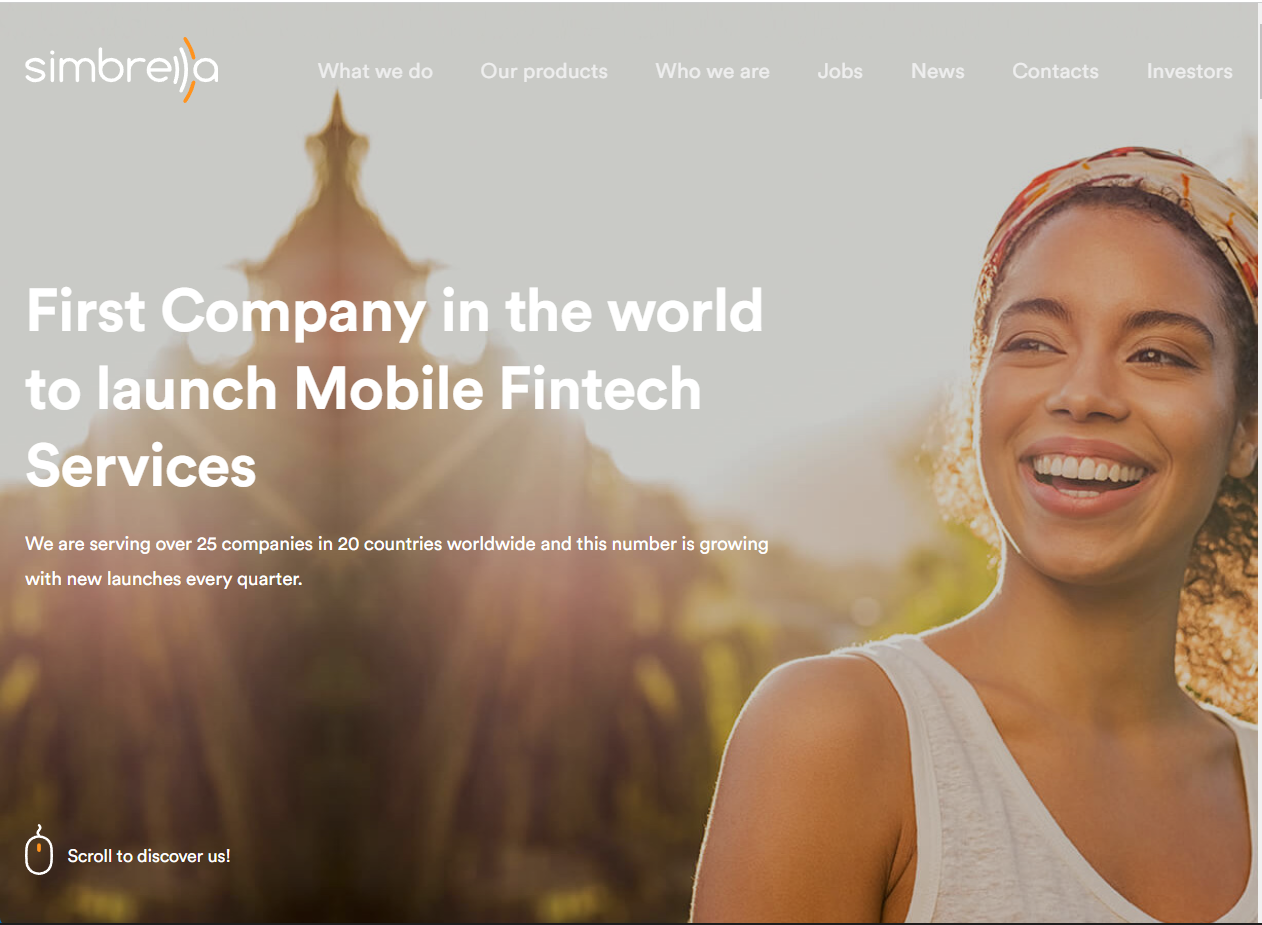 simbrella
What we do
Our products
Who we are
Jobs
News
Contacts
Investors
First Company in the world
to launch Mobile Fintech
Services
We are serving over 25 companies in 20 countries worldwide and this number is growing
with new launches every quarter.
Scroll to discover us!